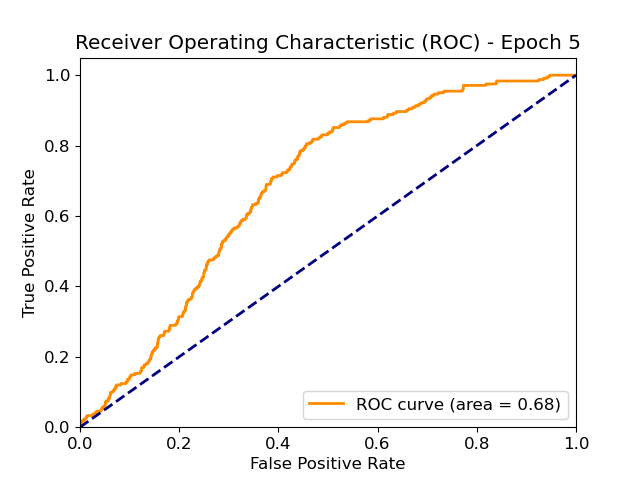 Receiver Operating Characteristic (ROC) - Epoch 5
True Positive Rate
1.0
0.8
0.6
0.4
0.2
0.0
ROC curve (area = 0.68)
0.0 0.2 0.4 0.6 0.8 1.0
False Positive Rate